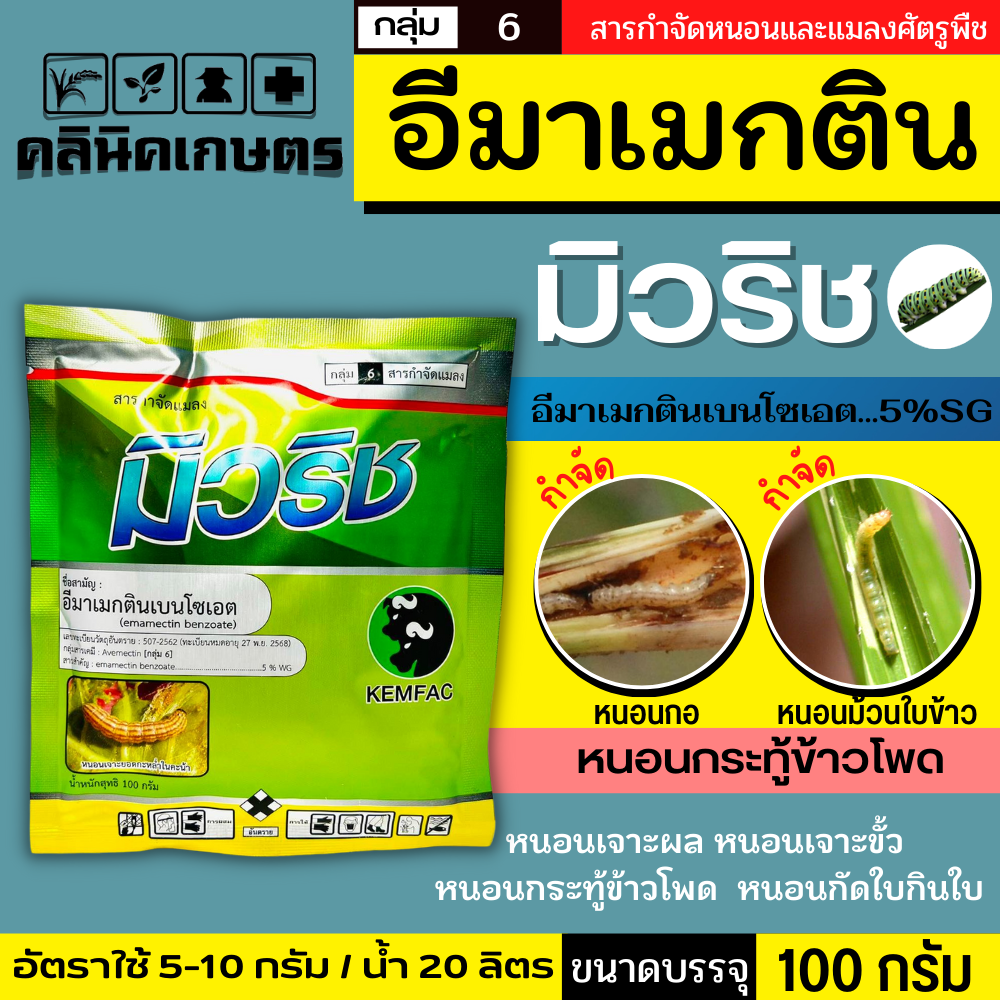 กลุ่ม 6 สารกำจัดหนอนและแมลงศัตรูพืช
คลินิคเกษตร
อีมาเมกติน
มิวริช
อีมาเมกตินเบนโซเอต...5%SG
กำจัด กำจัด
หนอนกอ หนอนม้วนใบข้าว
หนอนกระทู้ข้าวโพด
หนอนเจาะผล หนอนเจาะขั้ว
หนอนกระทู้ข้าวโพด หนอนกัดใบกินใบ
กลุ่ม 6 สารกำจัดแมลง
สารกำจัดแมลง
มิวริช
ชื่อสามัญ :
อีมาเมกตินเบนโซเอต
(emamectin benzoate)
เลขทะเบียนวัตถุอันตราย : 507-2562 (ทะเบียนหมดอายุ 27 พ.ย. 2568)
กลุ่มสารเคมี : Avemectin [กลุ่ม 6]
สารสำคัญ : emamectin benzoate..............................5 % WG
KEMFAC
หนอนเจาะยอดกะหล่ำในคะน้า
น้ำหนักสุทธิ 100 กรัม
การผสม อันตราย การใช้
อัตราใช้ 5-10 กรัม / น้ำ 20 ลิตร ขนาดบรรจุ 100 กรัม